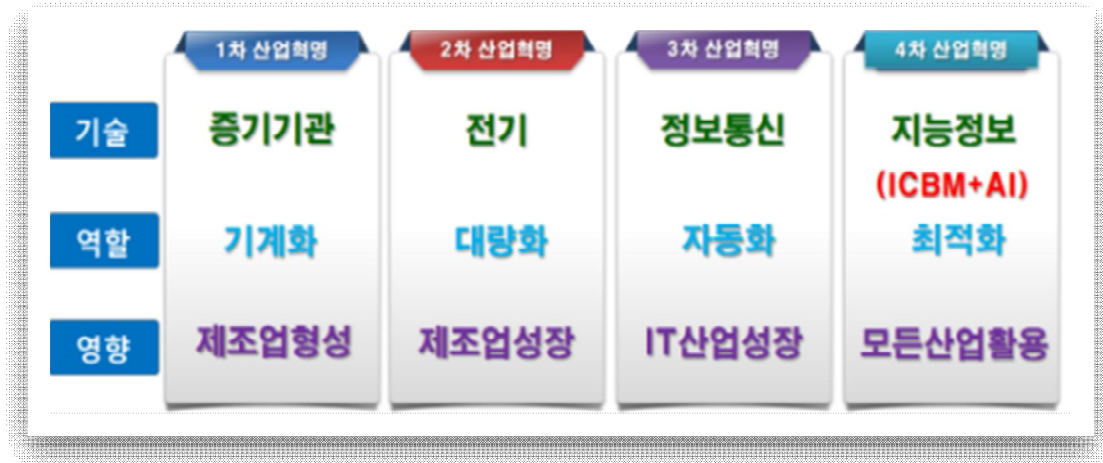 1차 산업혁명 2차 산업혁명 3차 산업혁명 4차 산업혁명
기술 증기기관 전기 정보통신 지능정보
(ICBM+AI)
역할 기계화 대량화 자동화 최적화
영향 제조업형성 제조업성장 IT산업성장 모든산업활용